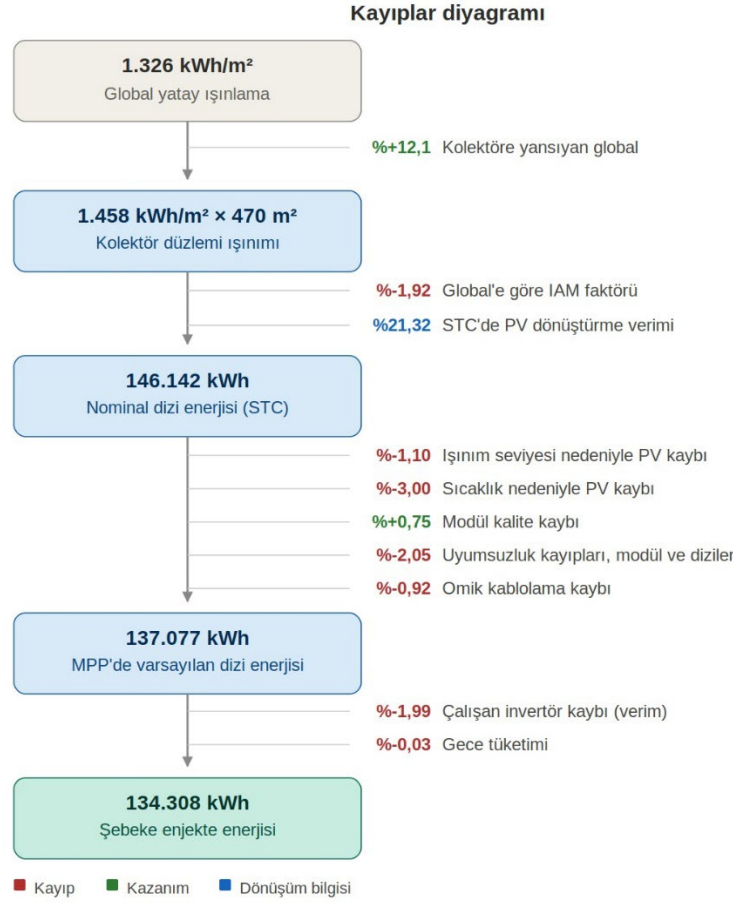 Kayıplar diyagramı
1.326 kWh/m²
Global yatay ışınlama
%+12,1 Kolektöre yansıyan global
1.458 kWh/m² × 470 m²
Kolektör düzlemi ışınımı
%-1,92 Global'e göre IAM faktörü
%21,32 STC'de PV dönüştürme verimi
146.142 kWh
Nominal dizi enerjisi (STC)
%-1,10 Işınım seviyesi nedeniyle PV kaybı
%-3,00 Sıcaklık nedeniyle PV kaybı
%+0,75 Modül kalite kaybı
%-2,05 Uyumsuzluk kayıpları, modül ve diziler
%-0,92 Omik kablolama kaybı
137.077 kWh
MPP'de varsayılan dizi enerjisi
%-1,99 Çalışan invertör kaybı (verim)
%-0,03 Gece tüketimi
134.308 kWh
Şebeke enjekte enerjisi
Kayıp Kazanım Dönüşüm bilgisi